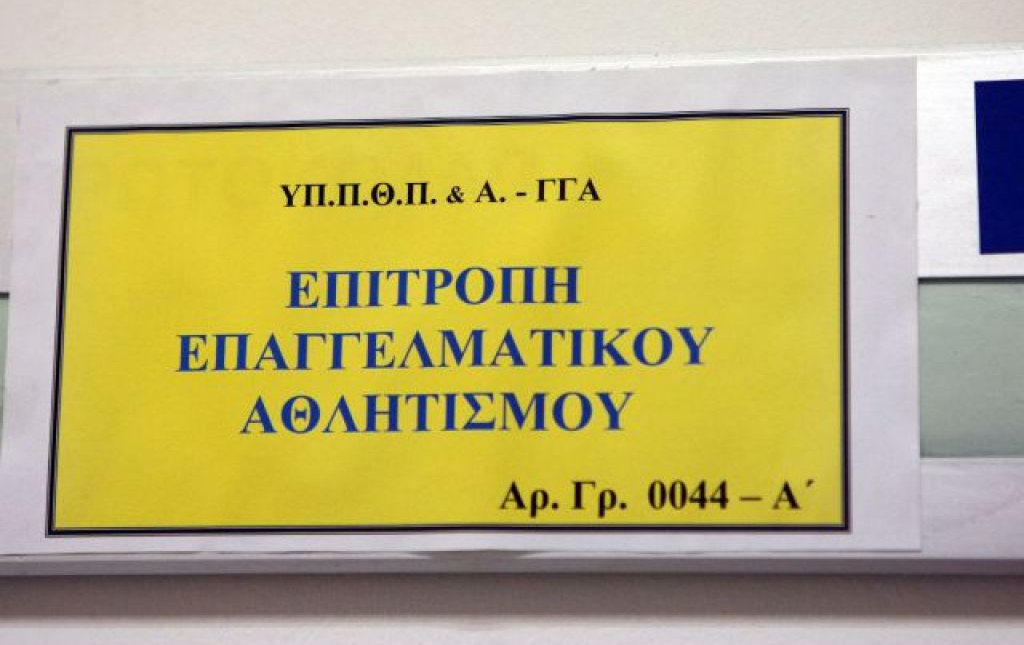 ΥΠ.Π.Θ.Π. & Α. - ΓΓΑ
ΕΠΙΤΡΟΠΗ
ΕΠΑΓΓΕΛΜΑΤΙΚΟΥ
ΑΘΛΗΤΙΣΜΟΥ
Αρ. Γρ. 0044 – Α΄